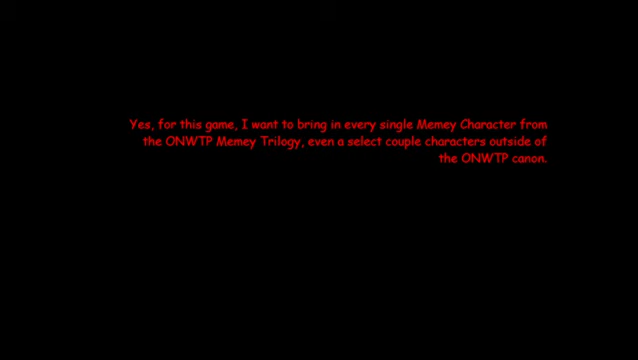 Yes, for this game, I want to bring in every single Memey Character from
the ONWTP Memey Trilogy, even a select couple characters outside of
the ONWTP canon.